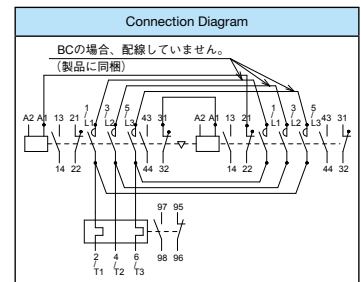 Connection Diagram
BCの場合、配線していません。
(製品に同梱)
A2 A1 13 21 1/L1 3/L2 5/L3 43 31 A2 A1 13 21 1/L1 3/L2 5/L3 43 31
14 22 44 32 14 22 44 32
97 95
98 96
2/T1 4/T2 6/T3